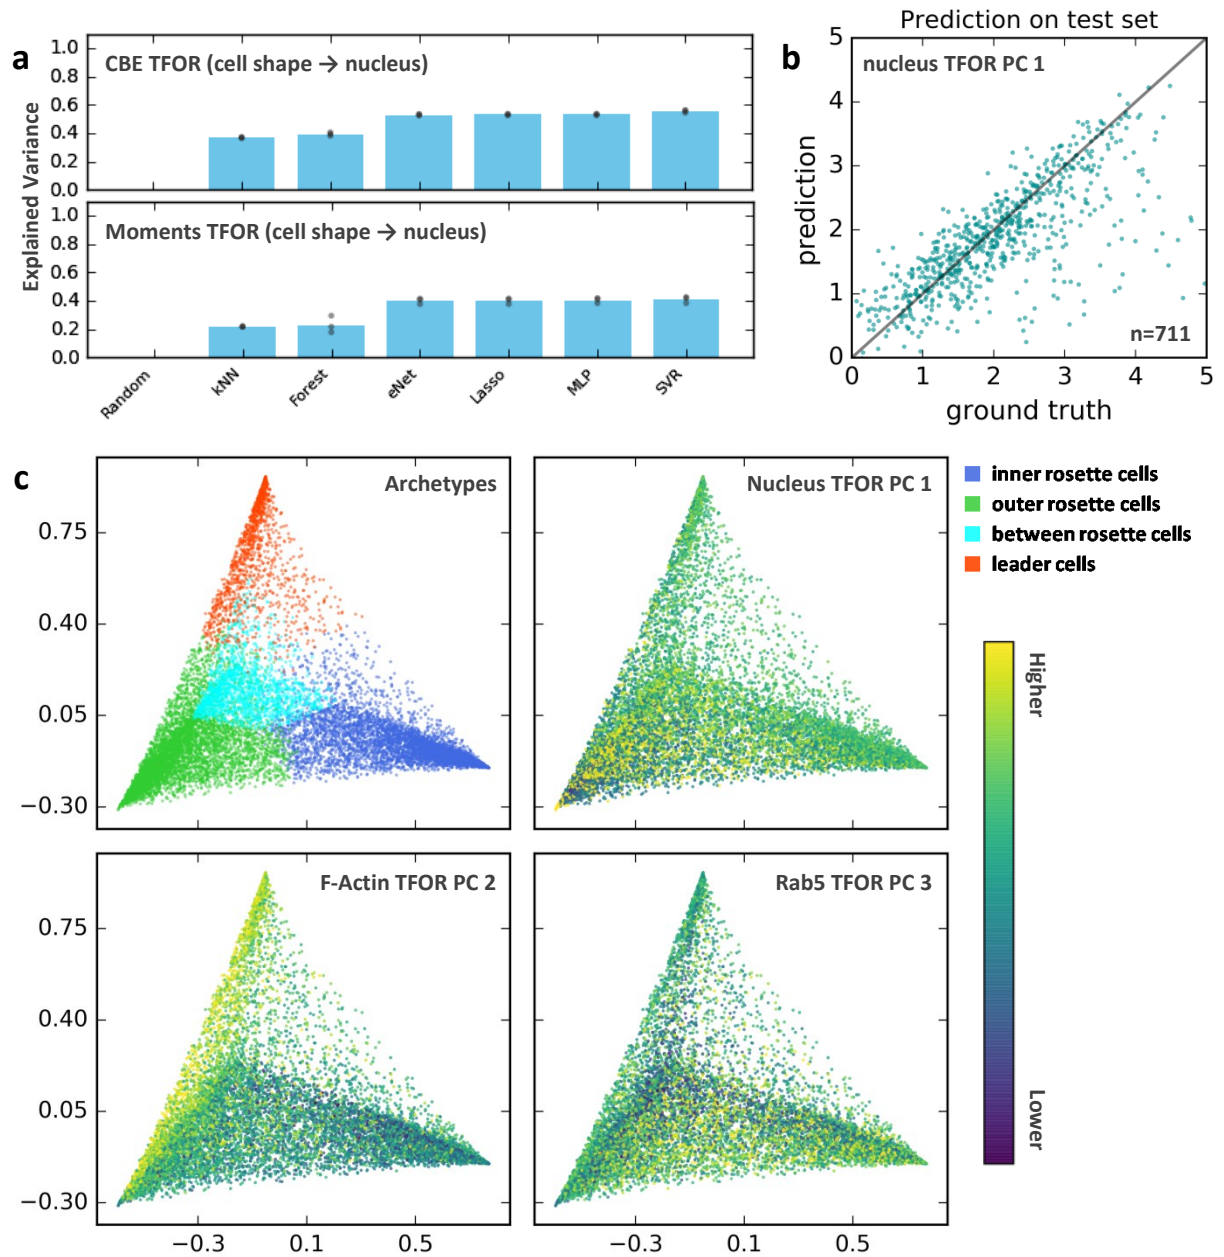 a
CBE TFOR (cell shape → nucleus)
1.0
0.8
0.6
0.4
0.2
0.0
Explained Variance
Moments TFOR (cell shape → nucleus)
1.0
0.8
0.6
0.4
0.2
0.0
Random
kNN
Forest
eNet
Lasso
MLP
SVR
b
Prediction on test set
nucleus TFOR PC 1
5
4
3
2
1
0
prediction
n=711
0 1 2 3 4 5
ground truth
c
Archetypes
0.75
0.40
0.05
−0.30
Nucleus TFOR PC 1
inner rosette cells
outer rosette cells
between rosette cells
leader cells
Higher
Lower
F-Actin TFOR PC 2
0.75
0.40
0.05
−0.30
−0.3 0.1 0.5
Rab5 TFOR PC 3
−0.3 0.1 0.5